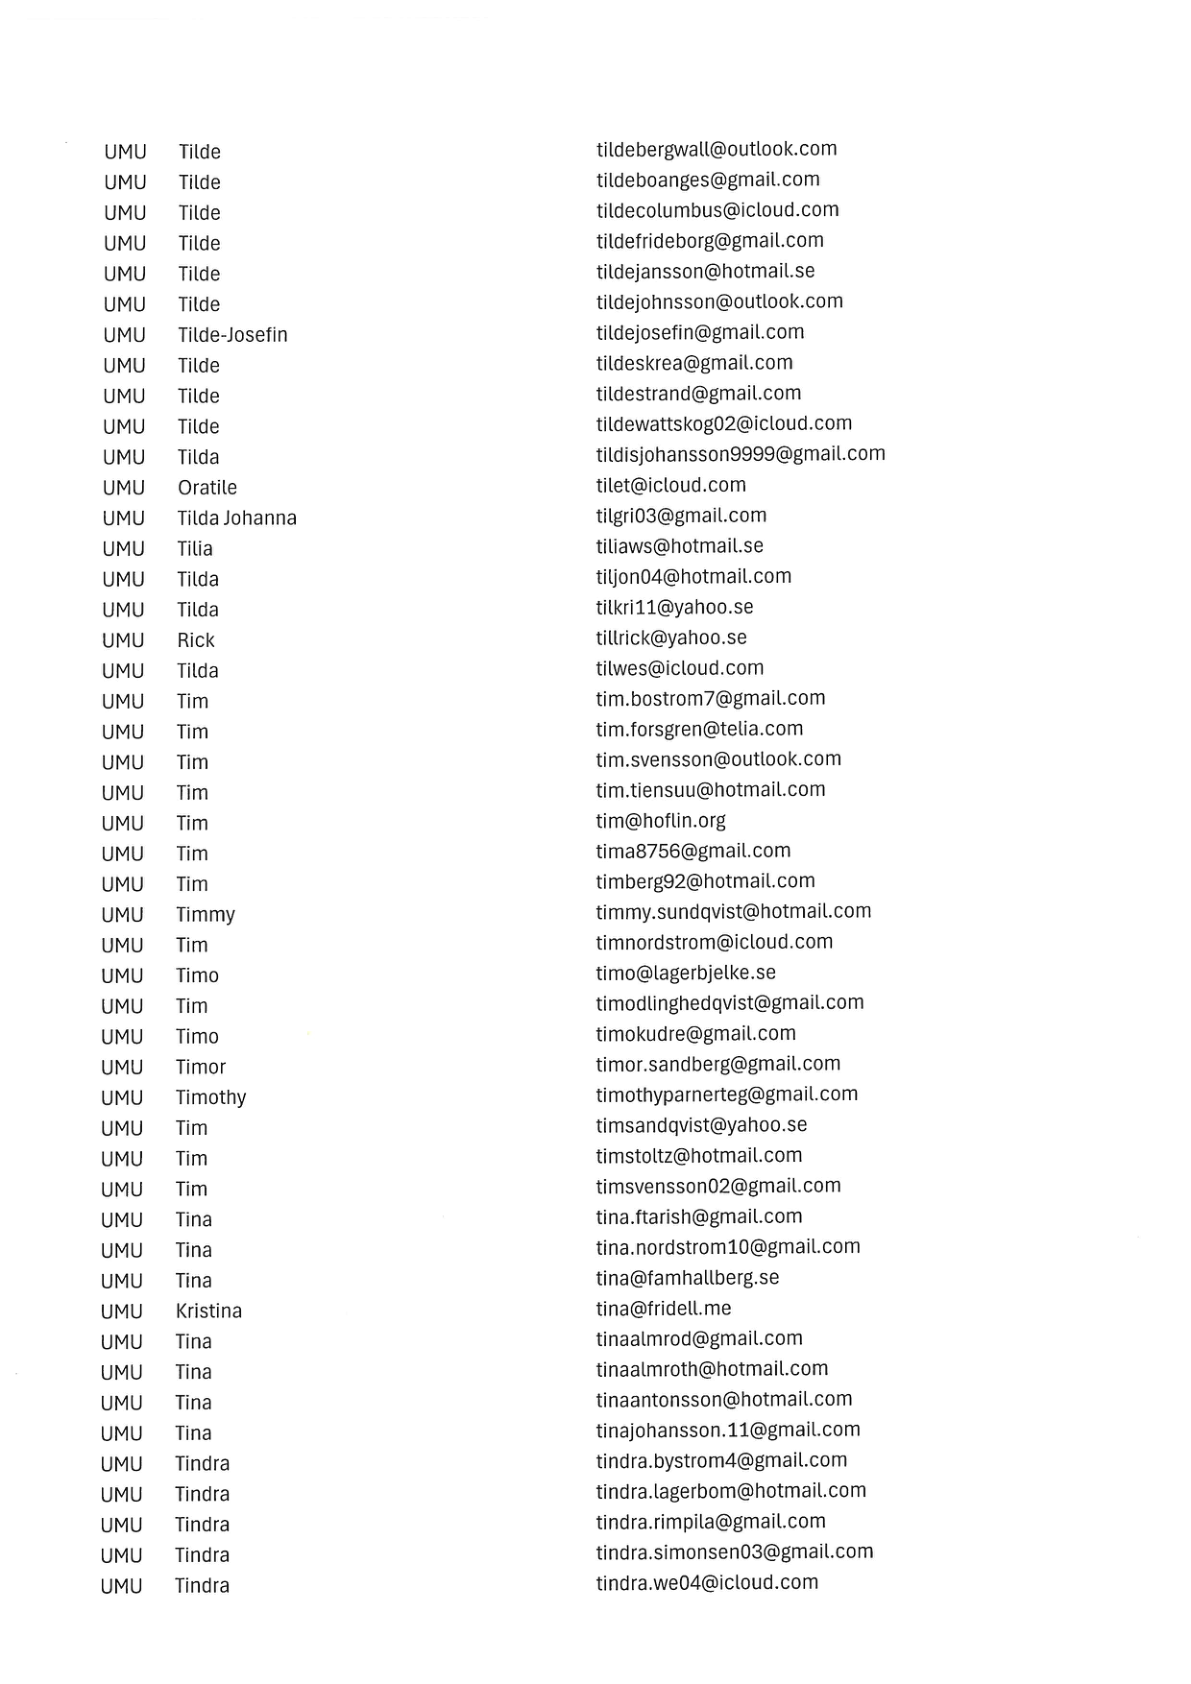 UMU Tilde tildebergwall@outlook.com
UMU Tilde tildeboanges@gmail.com
UMU Tilde tildecolumbus@icloud.com
UMU Tilde tildefrideborg@gmail.com
UMU Tilde tildejansson@hotmail.se
UMU Tilde tildejohnsson@outlook.com
UMU Tilde-Josefin tildejosefin@gmail.com
UMU Tilde tildeskrea@gmail.com
UMU Tilde tildestrand@gmail.com
UMU Tilde tildewattskog02@icloud.com
UMU Tilda tildisjohansson9999@gmail.com
UMU Oratile tilet@icloud.com
UMU Tilda Johanna tilgri03@gmail.com
UMU Tilia tiliaws@hotmail.se
UMU Tilda tiljon04@hotmail.com
UMU Tilda tilkri11@yahoo.se
UMU Rick tillrick@yahoo.se
UMU Tilda tilwes@icloud.com
UMU Tim tim.bostrom7@gmail.com
UMU Tim tim.forsgren@telia.com
UMU Tim tim.svensson@outlook.com
UMU Tim tim.tiensuu@hotmail.com
UMU Tim tim@hoflin.org
UMU Tim tima8756@gmail.com
UMU Tim timberg92@hotmail.com
UMU Timmy timmy.sundqvist@hotmail.com
UMU Tim timnordstrom@icloud.com
UMU Timo timo@lagerbjelke.se
UMU Tim timodlinghedqvist@gmail.com
UMU Timo timokudre@gmail.com
UMU Timor timor.sandberg@gmail.com
UMU Timothy timothyparnerteg@gmail.com
UMU Tim timsandqvist@yahoo.se
UMU Tim timstoltz@hotmail.com
UMU Tim timsvensson02@gmail.com
UMU Tina tina.ftarish@gmail.com
UMU Tina tina.nordstrom10@gmail.com
UMU Tina tina@famhallberg.se
UMU Kristina tina@fridell.me
UMU Tina tinaalmrod@gmail.com
UMU Tina tinaalmroth@hotmail.com
UMU Tina tinaantonsson@hotmail.com
UMU Tina tinajohansson.11@gmail.com
UMU Tindra tindra.bystrom4@gmail.com
UMU Tindra tindra.lagerbom@hotmail.com
UMU Tindra tindra.rimpila@gmail.com
UMU Tindra tindra.simonsen03@gmail.com
UMU Tindra tindra.we04@icloud.com